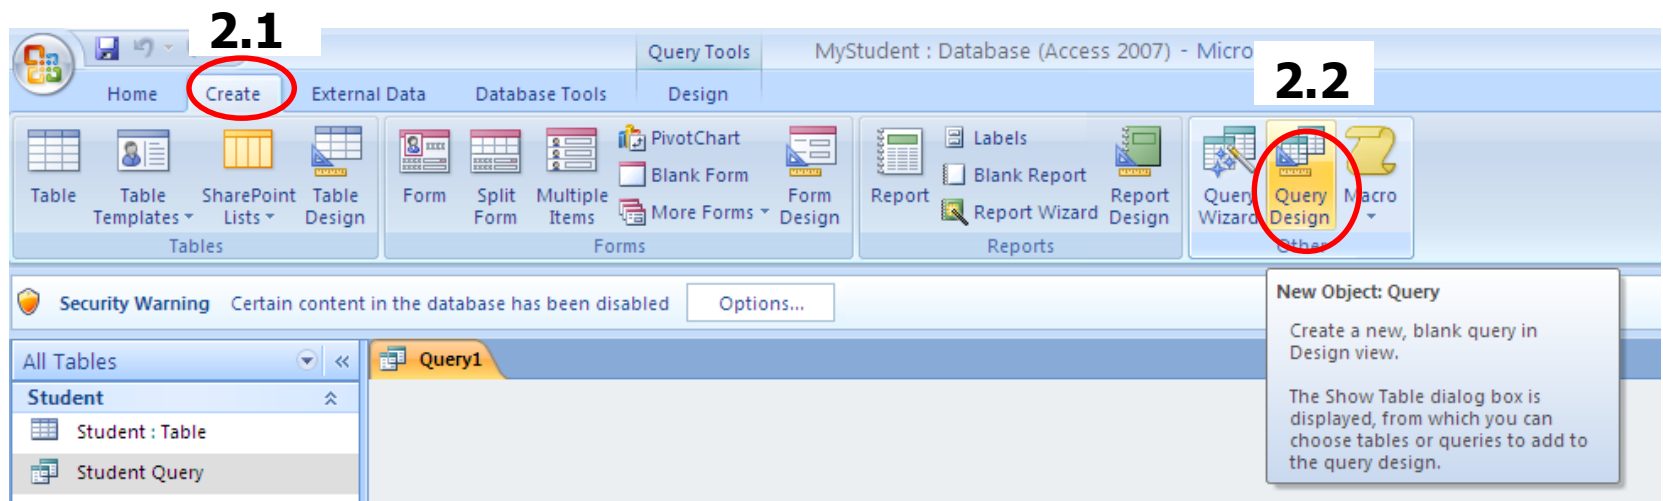 2.1
Query Tools
MyStudent : Database (Access 2007) - Micro
2.2
Home
Create
External Data
Database Tools
Design
Table
Table
Templates
SharePoint
Lists
Table
Design
Tables
Form
Split
Form
Multiple
Items
PivotChart
Blank Form
More Forms
Form
Design
Forms
Report
Labels
Blank Report
Report Wizard
Report
Design
Reports
Query
Wizard
Query
Design
Macro
Other
Security Warning Certain content in the database has been disabled Options...
New Object: Query
Create a new, blank query in
Design view.
The Show Table dialog box is
displayed, from which you can
choose tables or queries to add to
the query design.
All Tables
Query1
Student
Student : Table
Student Query